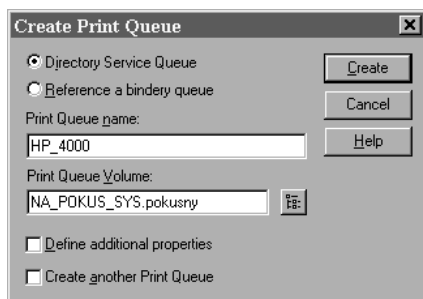 Create Print Queue
Directory Service Queue
Reference a bindery queue
Print Queue name:
HP_4000
Print Queue Volume:
NA_POKUS_SYS.pokusny
Define additional properties
Create another Print Queue
Create
Cancel
Help